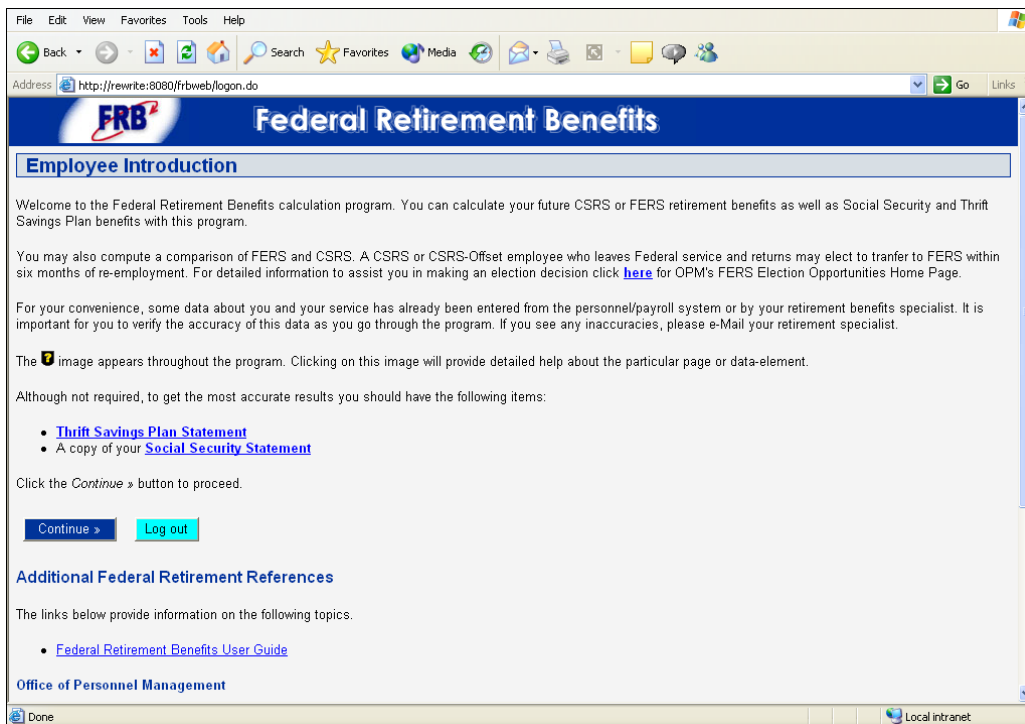 File Edit View Favorites Tools Help
Back Search Favorites Media
Address http://rewrite:8080/frbweb/logon.do Go Links
FRB Federal Retirement Benefits
Employee Introduction
Welcome to the Federal Retirement Benefits calculation program. You can calculate your future CSRS or FERS retirement benefits as well as Social Security and Thrift
Savings Plan benefits with this program.
You may also compute a comparison of FERS and CSRS. A CSRS or CSRS-Offset employee who leaves Federal service and returns may elect to tranfer to FERS within
six months of re-employment. For detailed information to assist you in making an election decision click here for OPM's FERS Election Opportunities Home Page.
For your convenience, some data about you and your service has already been entered from the personnel/payroll system or by your retirement benefits specialist. It is
important for you to verify the accuracy of this data as you go through the program. If you see any inaccuracies, please e-Mail your retirement specialist.
The ? image appears throughout the program. Clicking on this image will provide detailed help about the particular page or data-element.
Although not required, to get the most accurate results you should have the following items:
• Thrift Savings Plan Statement
• A copy of your Social Security Statement
Click the Continue » button to proceed.
Continue » Log out
Additional Federal Retirement References
The links below provide information on the following topics.
• Federal Retirement Benefits User Guide
Office of Personnel Management
Done Local intranet